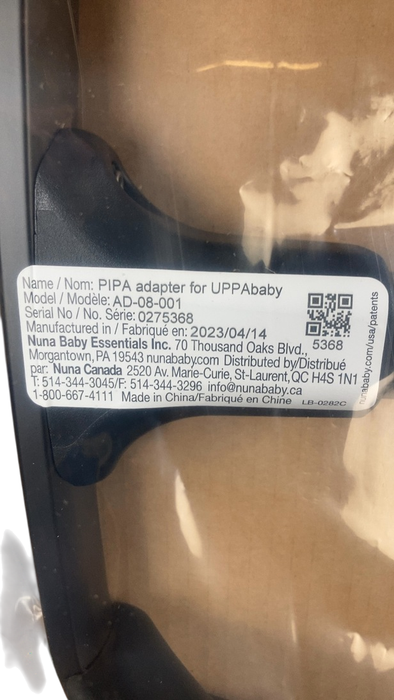 Name / Nom: PIPA adapter for UPPAbaby
Model / Modèle: AD-08-001
Serial No / No. Série: 0275368
Manufactured in / Fabriqué en: 2023/04/14
Nuna Baby Essentials Inc. 70 Thousand Oaks Blvd.,
Morgantown, PA 19543 nunababy.com Distributed by/Distribué
par: Nuna Canada 2520 Av. Marie-Curie, St-Laurent, QC H4S 1N1
T: 514-344-3045/F: 514-344-3296 info@nunababy.ca
1-800-667-4111 Made in China/Fabriqué en Chine LB-0282C
5368
nunababy.com/usa/patents